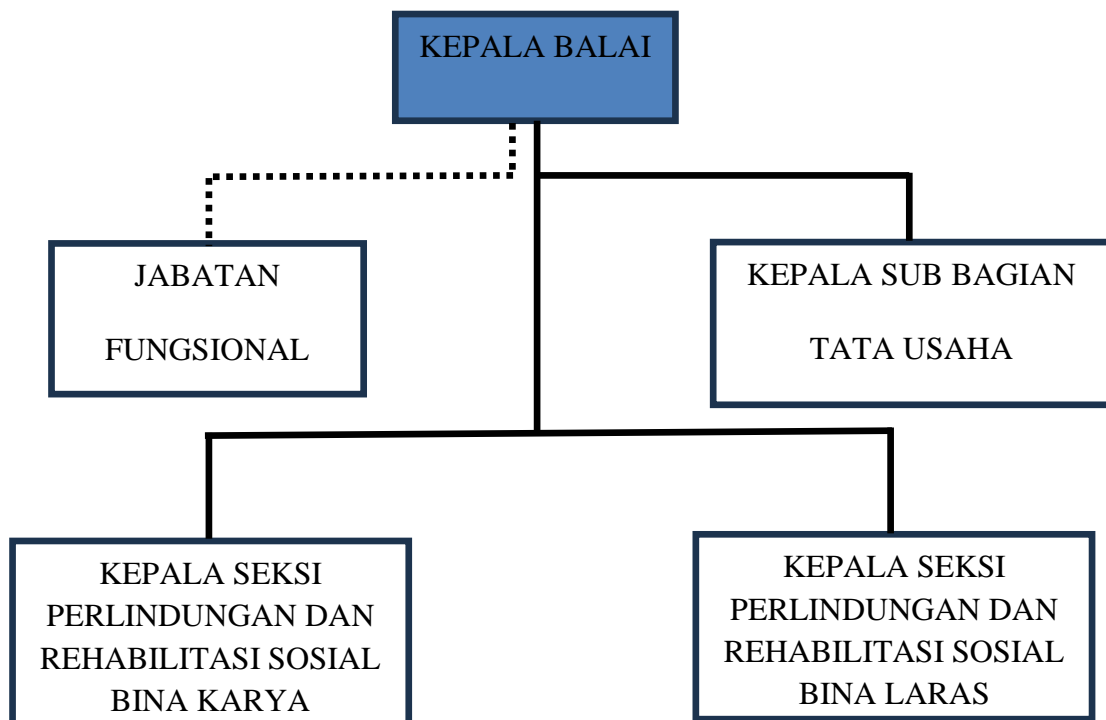 KEPALA BALAI
JABATAN
FUNGSIONAL
KEPALA SUB BAGIAN
TATA USAHA
KEPALA SEKSI
PERLINDUNGAN DAN
REHABILITASI SOSIAL
BINA KARYA
KEPALA SEKSI
PERLINDUNGAN DAN
REHABILITASI SOSIAL
BINA LARAS